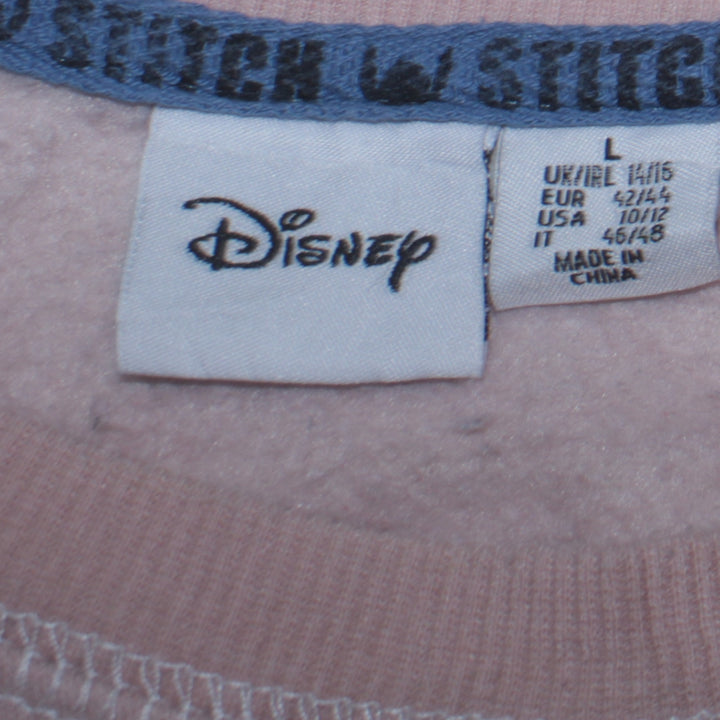 STITCH STITCH
DISNEY
L
UK/IRL 14/16
EUR 42/44
USA 10/12
IT 46/48
MADE IN
CHINA